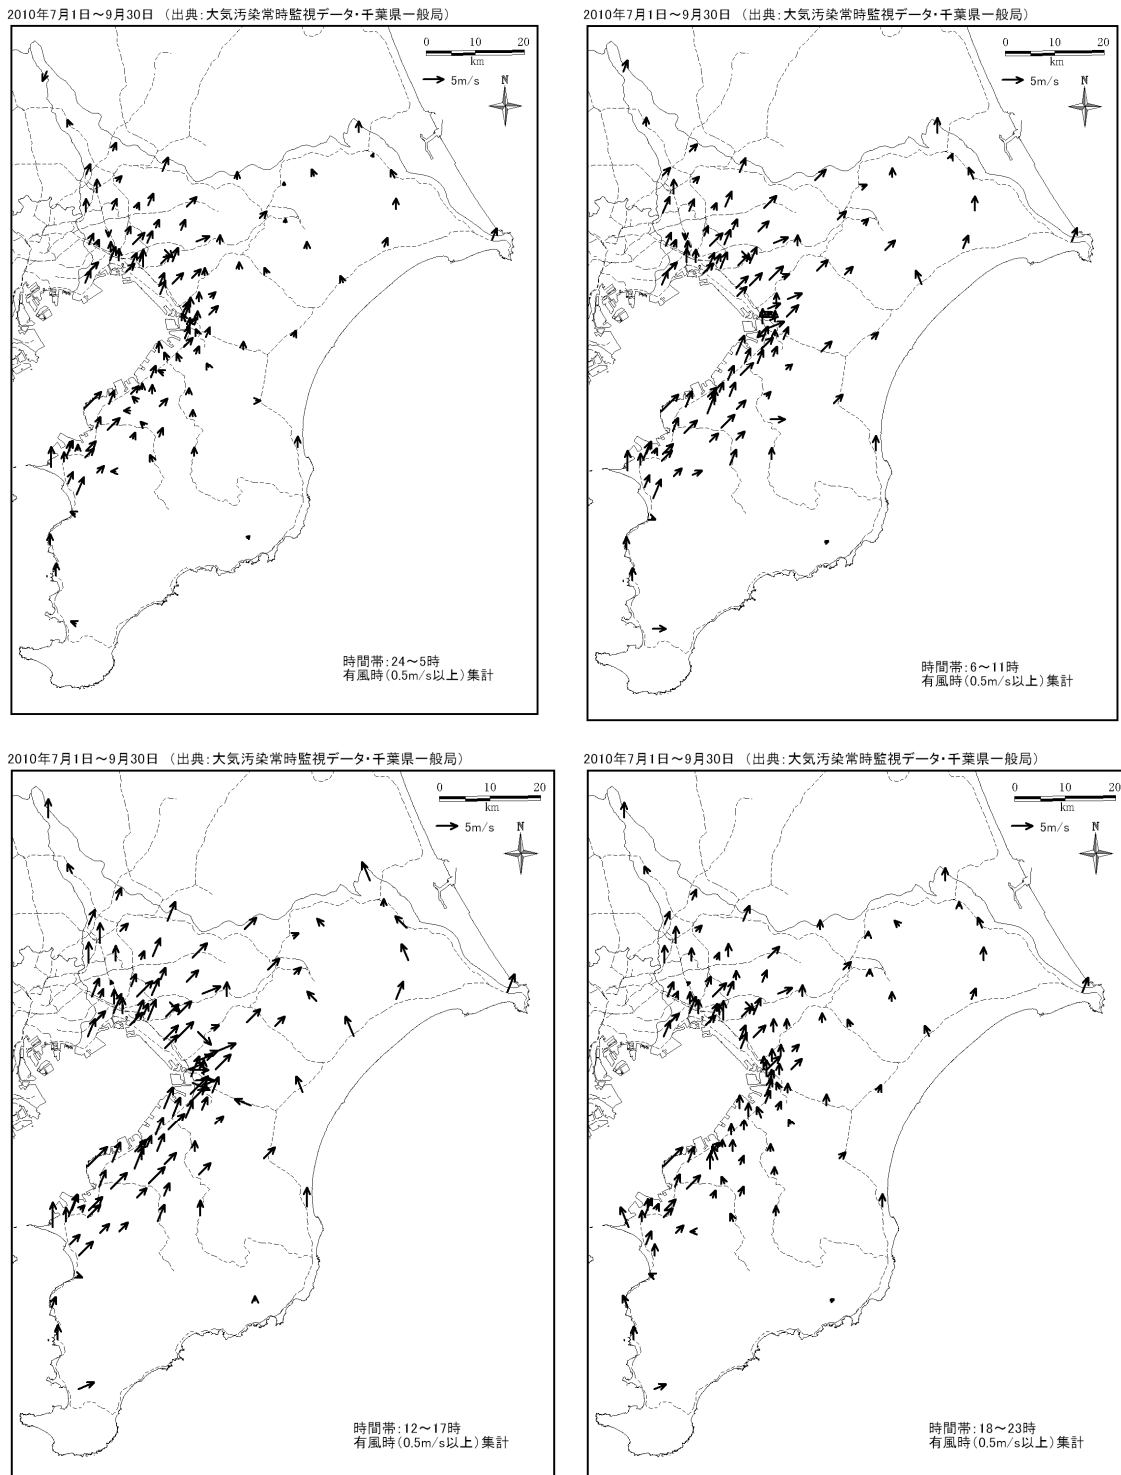 2010年7月1日～9月30日 （出典：大気汚染常時監視データ・千葉県一般局）
0 10 20
km
5m/s
N
時間帯：24～5時
有風時（0.5m/s以上）集計
2010年7月1日～9月30日 （出典：大気汚染常時監視データ・千葉県一般局）
0 10 20
km
5m/s
N
時間帯：6～11時
有風時（0.5m/s以上）集計
2010年7月1日～9月30日 （出典：大気汚染常時監視データ・千葉県一般局）
0 10 20
km
5m/s
N
時間帯：12～17時
有風時（0.5m/s以上）集計
2010年7月1日～9月30日 （出典：大気汚染常時監視データ・千葉県一般局）
0 10 20
km
5m/s
N
時間帯：18～23時
有風時（0.5m/s以上）集計